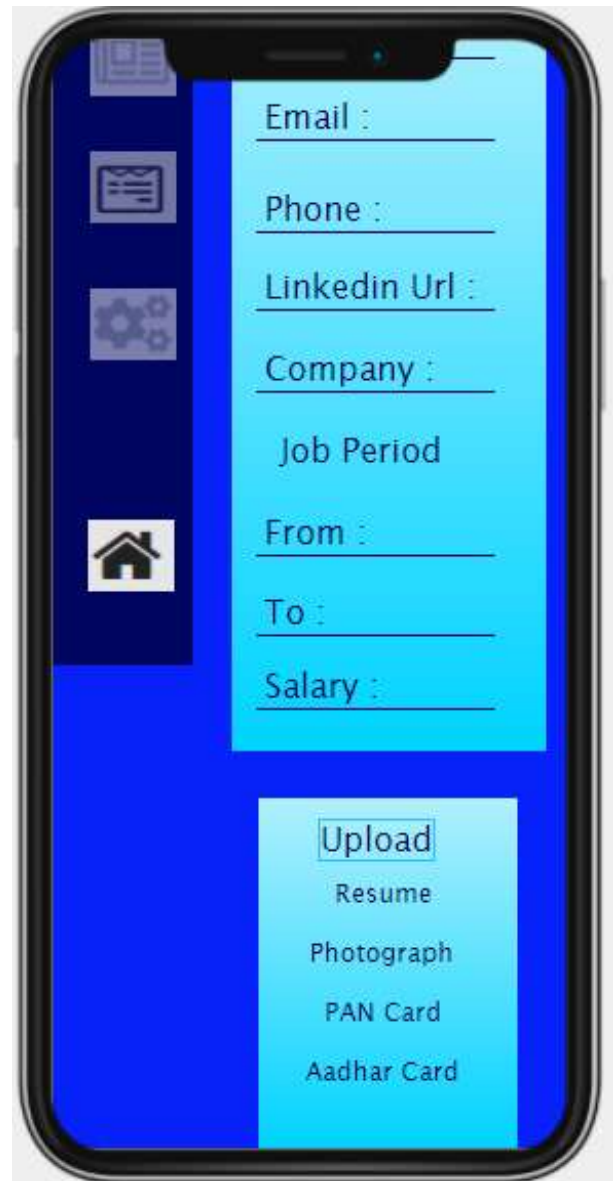 Email :
Phone :
Linkedin Url :
Company :
Job Period
From :
To :
Salary :
Upload
Resume
Photograph
PAN Card
Aadhar Card